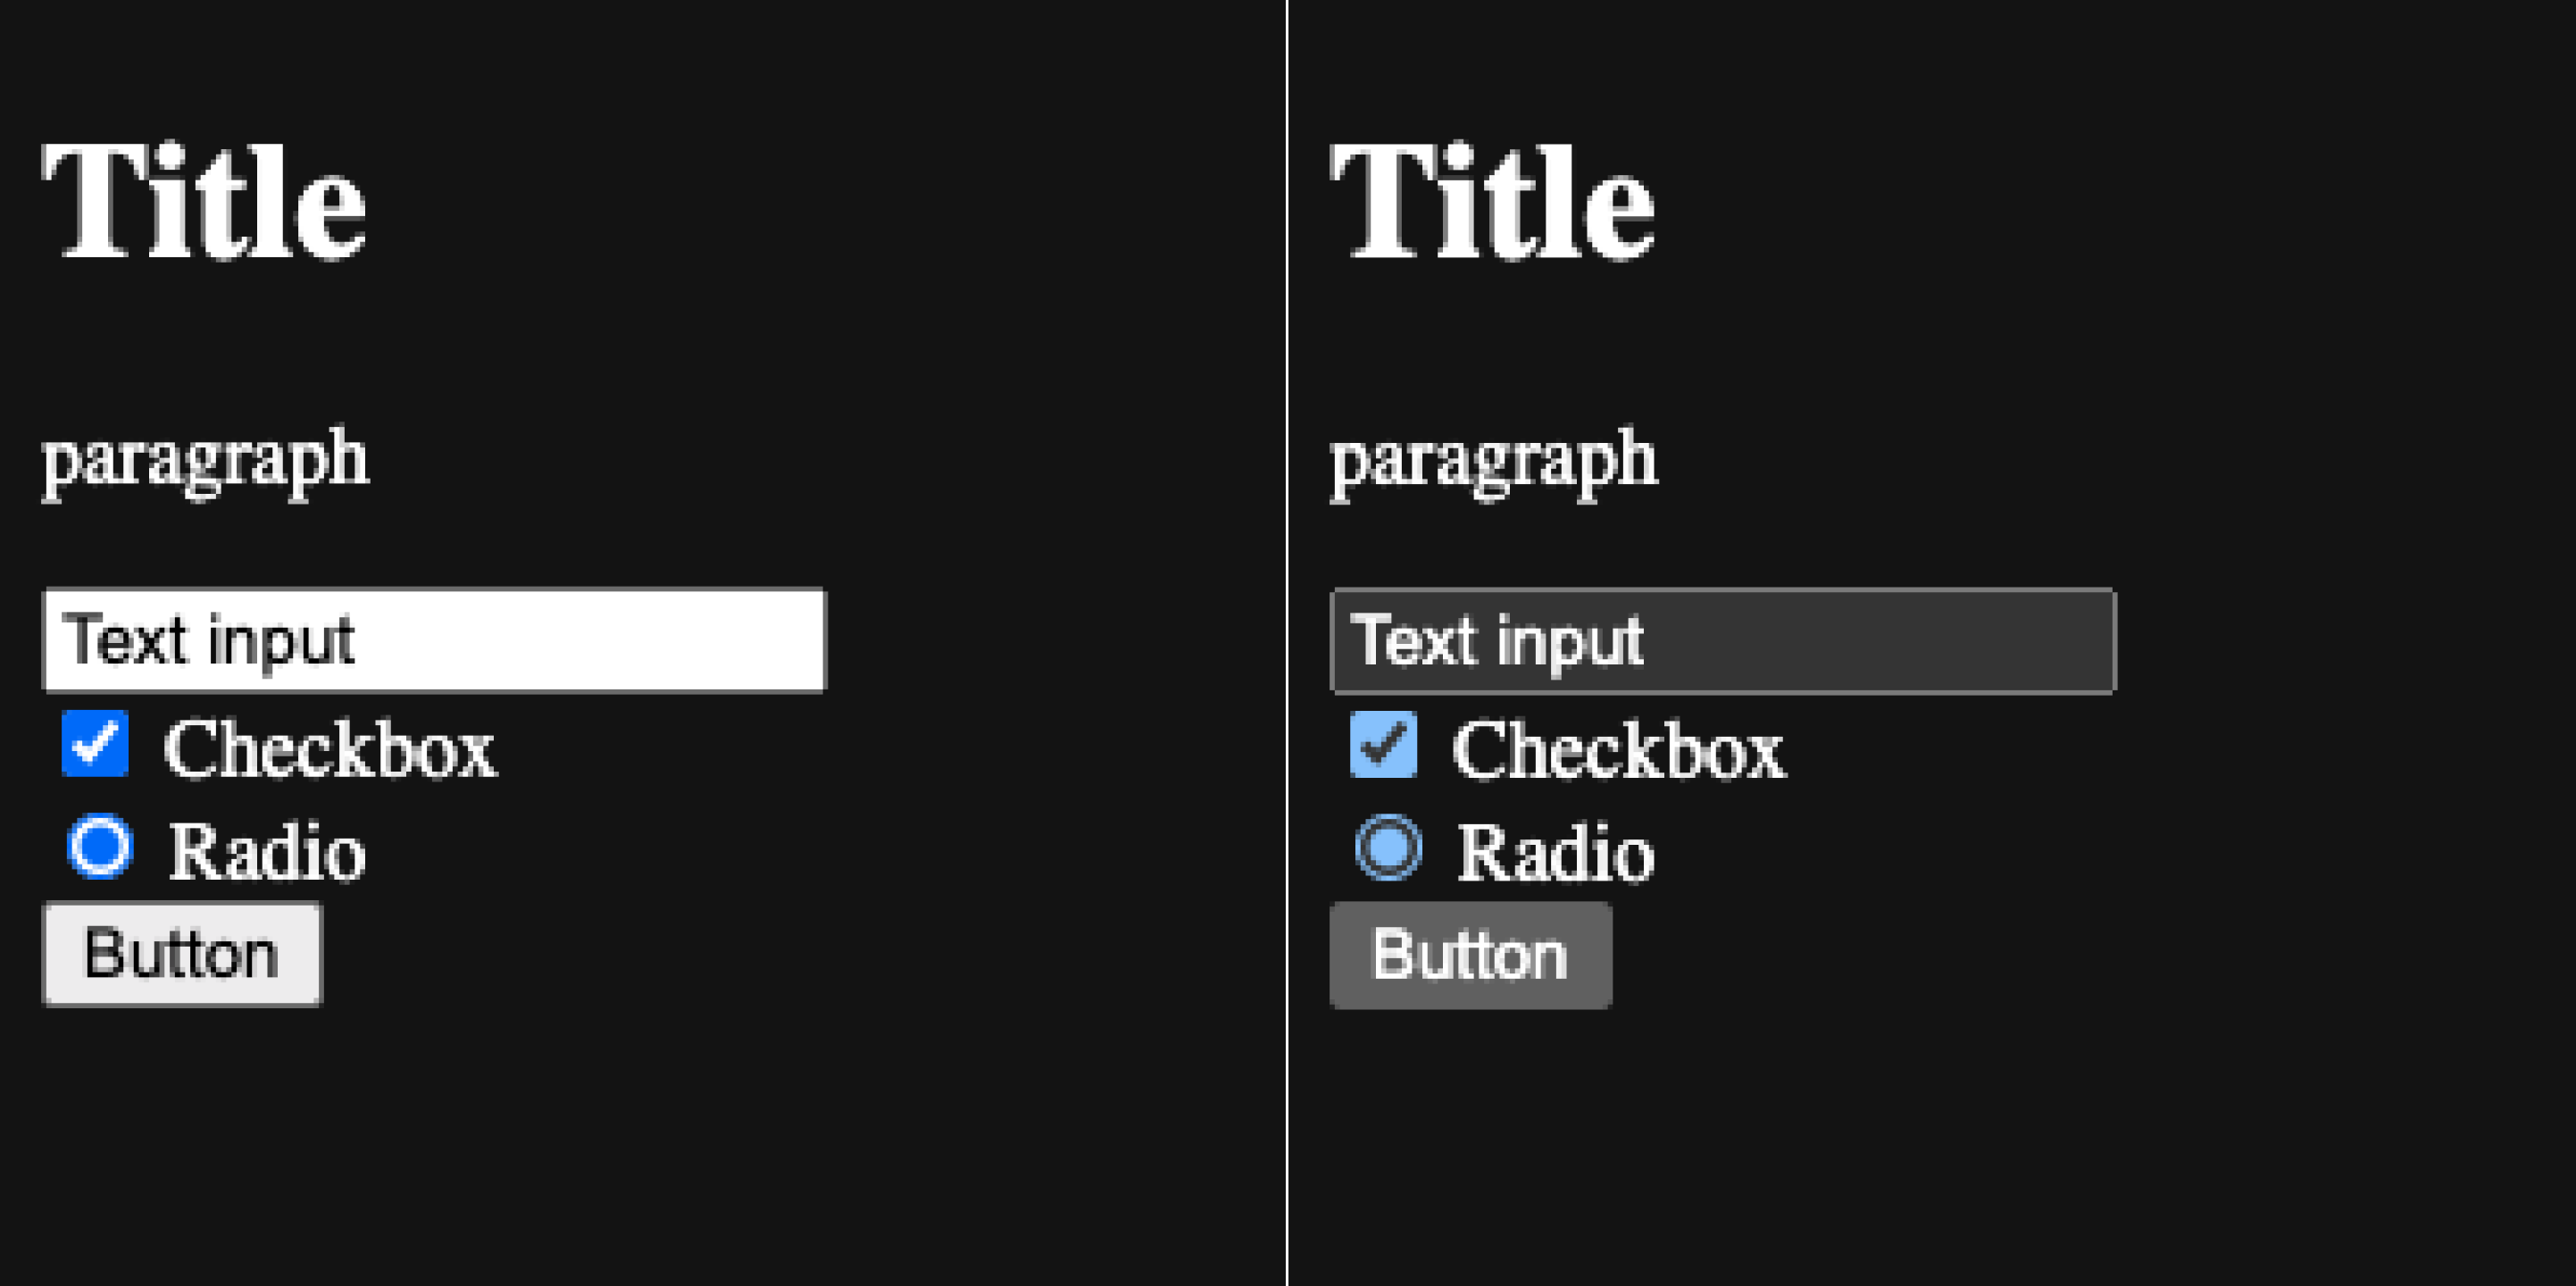 Title
paragraph
Text input
Checkbox
Radio
Button
Title
paragraph
Text input
Checkbox
Radio
Button